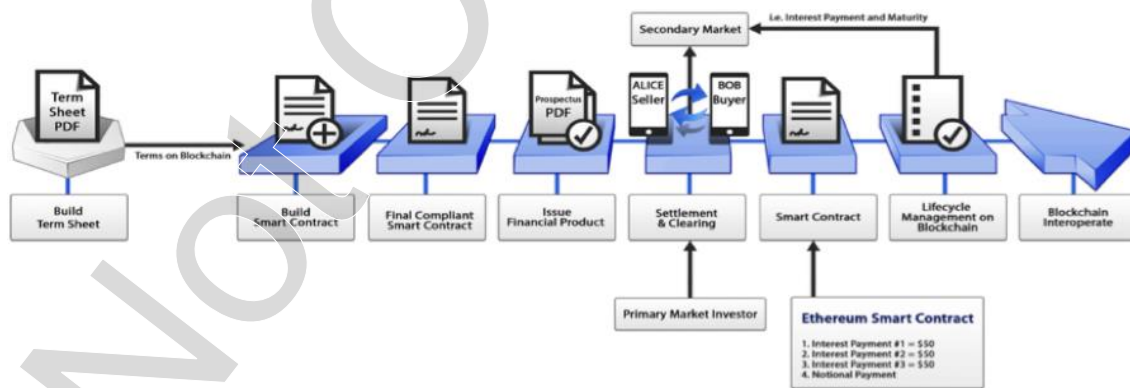 i.e. Interest Payment and Maturity
Secondary Market
Term
Sheet
PDF
Prospectus
PDF
ALICE
Seller
BOB
Buyer
Terms on Blockchain
Build
Term Sheet
Build
Smart Contract
Final Compliant
Smart Contract
Issue
Financial Product
Settlement
& Clearing
Smart Contract
Lifecycle
Management on
Blockchain
Blockchain
Interoperate
Primary Market Investor
Ethereum Smart Contract
1. Interest Payment #1 = $50
2. Interest Payment #2 = $50
3. Interest Payment #3 = $50
4. Notional Payment
Not